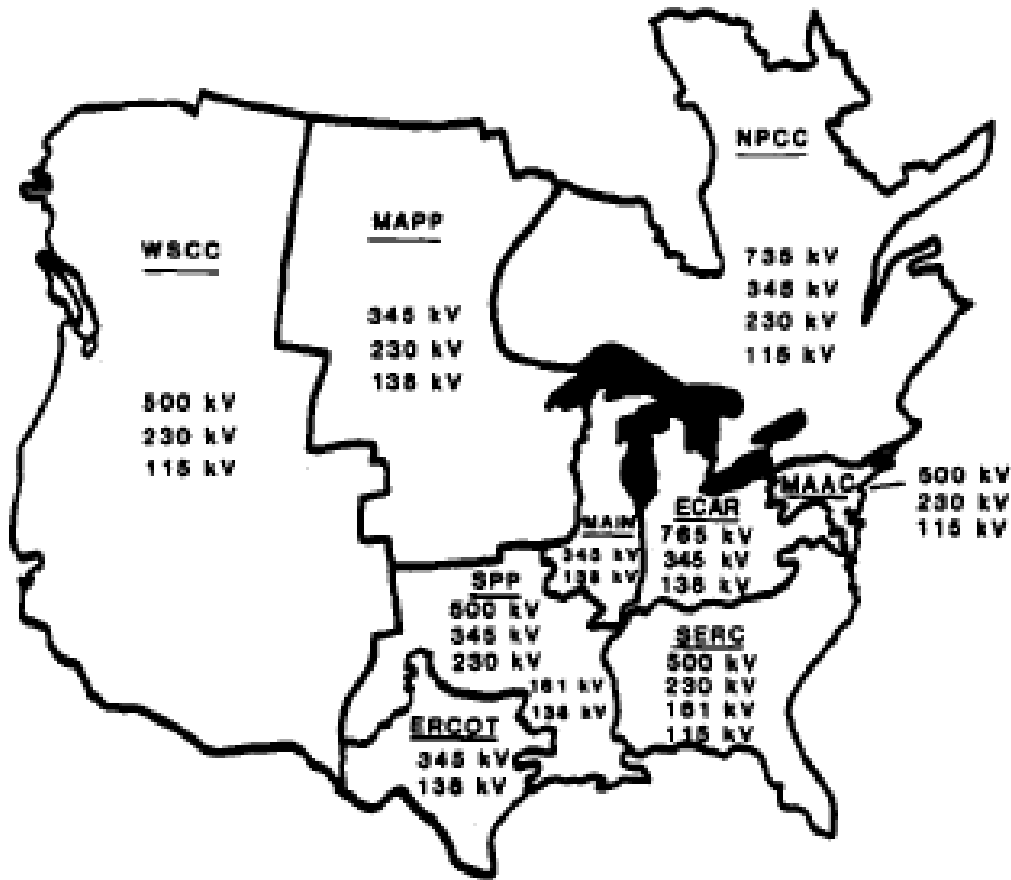 NPCC
735 kV
345 kV
230 kV
115 kV
MAPP
345 kV
230 kV
138 kV
WSCC
500 kV
230 kV
115 kV
MAAC
500 kV
230 kV
115 kV
ECAR
765 kV
345 kV
138 kV
MAIN
345 kV
138 kV
SPP
500 kV
345 kV
230 kV
161 kV
138 kV
SERC
500 kV
230 kV
161 kV
115 kV
ERCOT
345 kV
138 kV